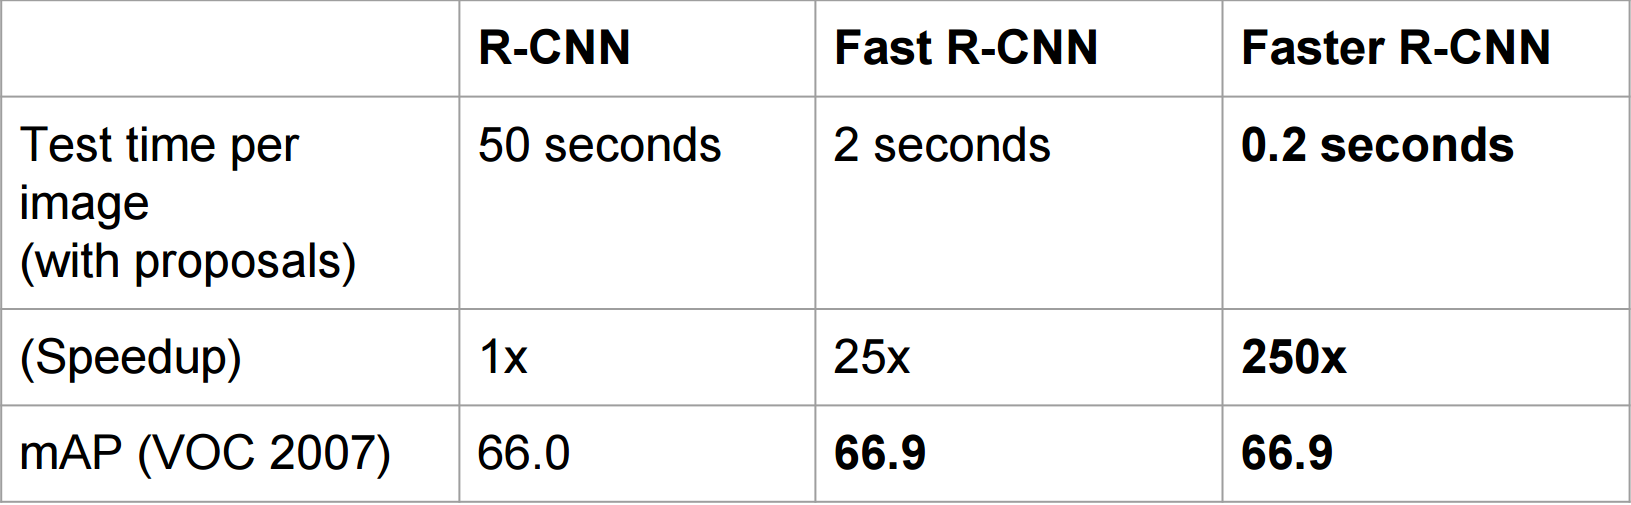 R-CNN Fast R-CNN Faster R-CNN
Test time per 50 seconds 2 seconds 0.2 seconds
image
(with proposals)
(Speedup) 1x 25x 250x
mAP (VOC 2007) 66.0 66.9 66.9